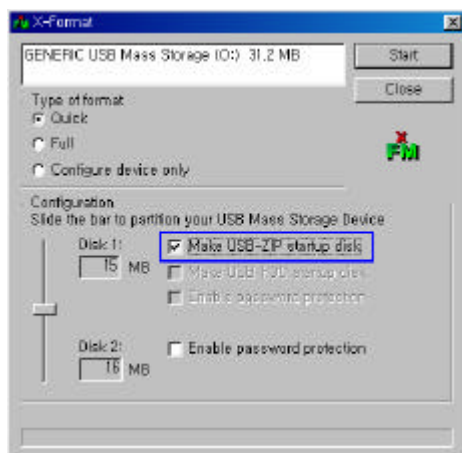 X-Format
GENERIC USB Mass Storage (O:) 31.2 MB
Start
Close
Type of format
Quick
Full
Configure device only
FM
Configuration
Slide the bar to partition your USB Mass Storage Device
Disk 1:
15 MB
Make USB-ZIP startup disk
Make USB-FDD startup disk
Enable password protection
Disk 2:
16 MB
Enable password protection